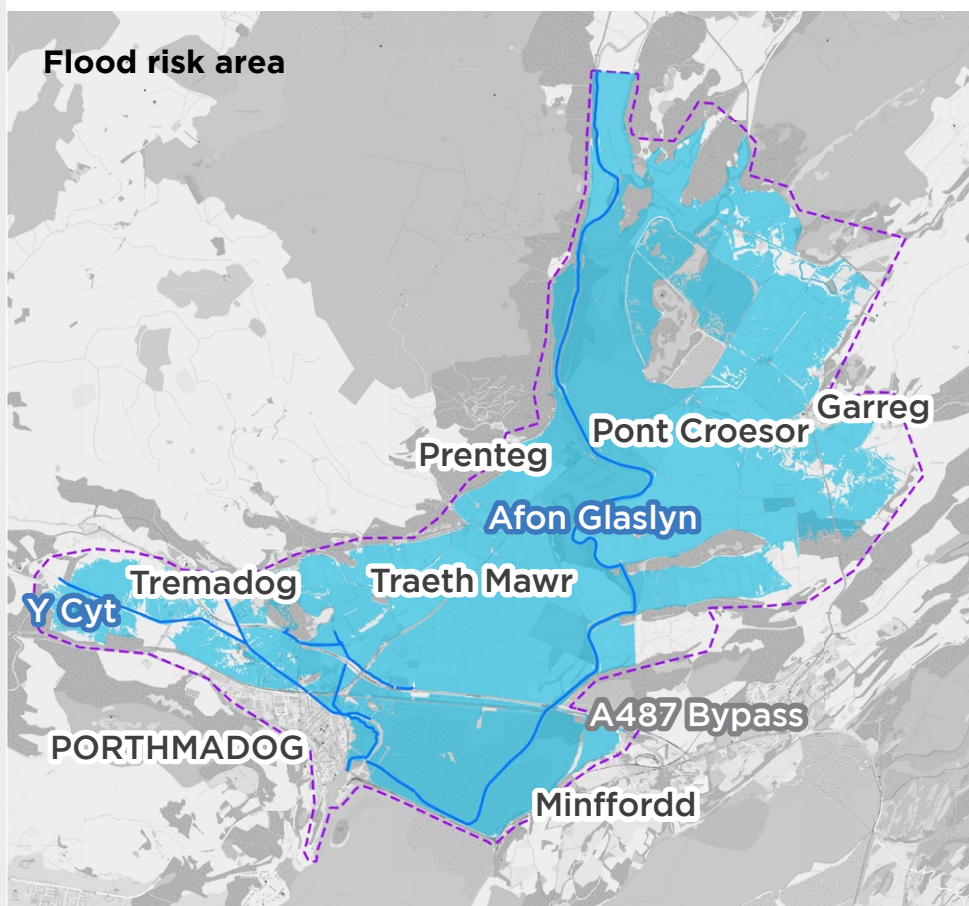 Flood risk area
Garreg
Pont Croesor
Prenteg
Afon Glaslyn
Tremadog
Traeth Mawr
Y Cyt
A487 Bypass
PORTHMADOG
Minffordd